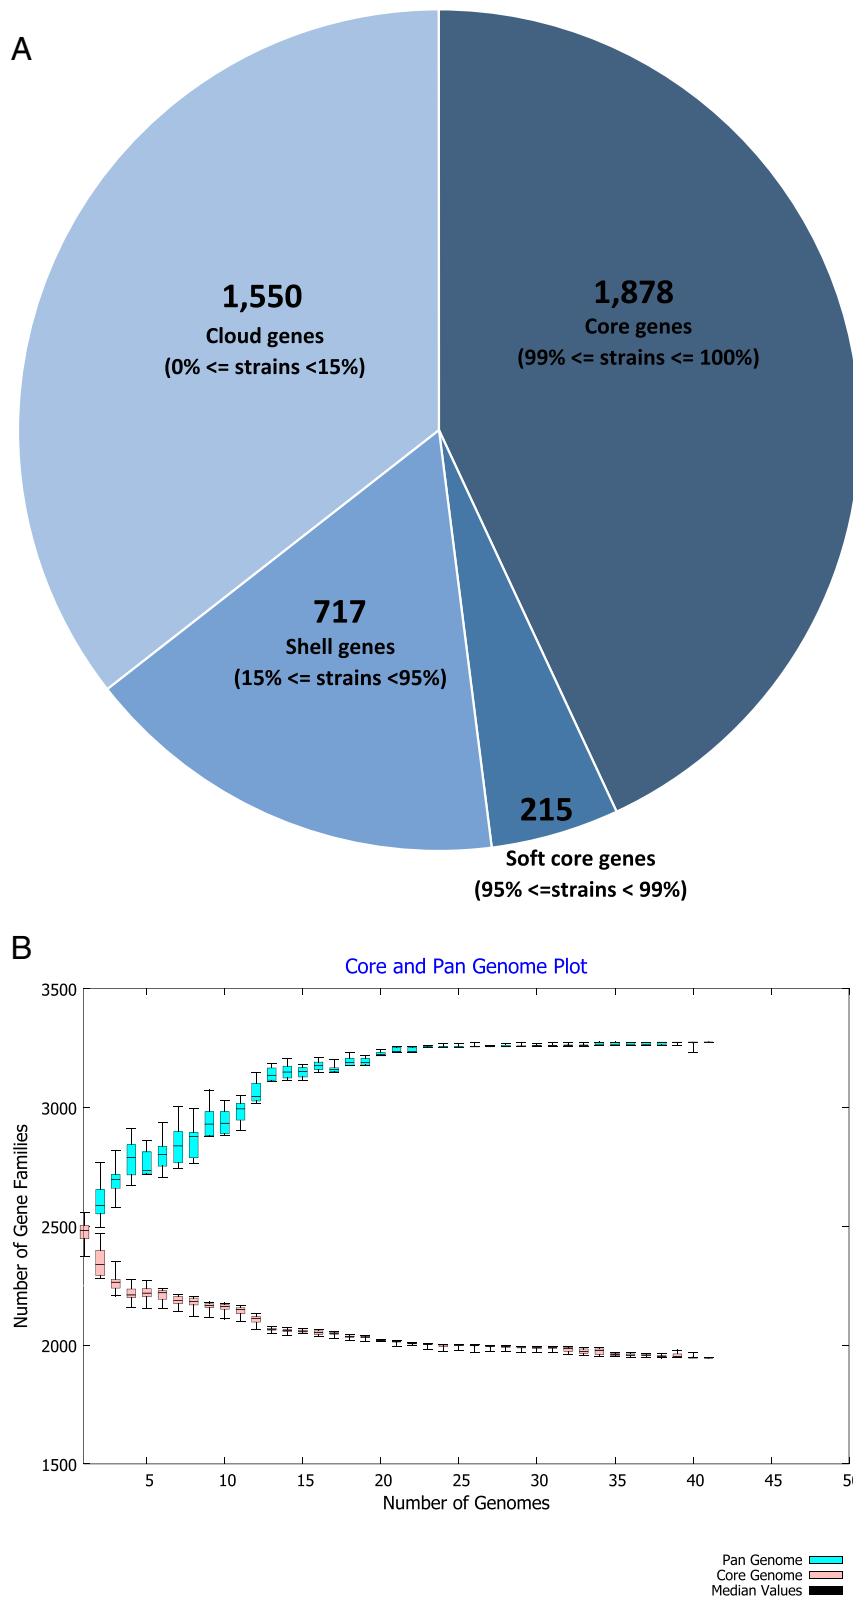 A
1,550
Cloud genes
(0% <= strains <15%)
1,878
Core genes
(99% <= strains <= 100%)
717
Shell genes
(15% <= strains <95%)
215
Soft core genes
(95% <=strains < 99%)
B
Core and Pan Genome Plot
3500
3000
2500
2000
1500
Number of Gene Families
5 10 15 20 25 30 35 40 45 50
Number of Genomes
Pan Genome
Core Genome
Median Values